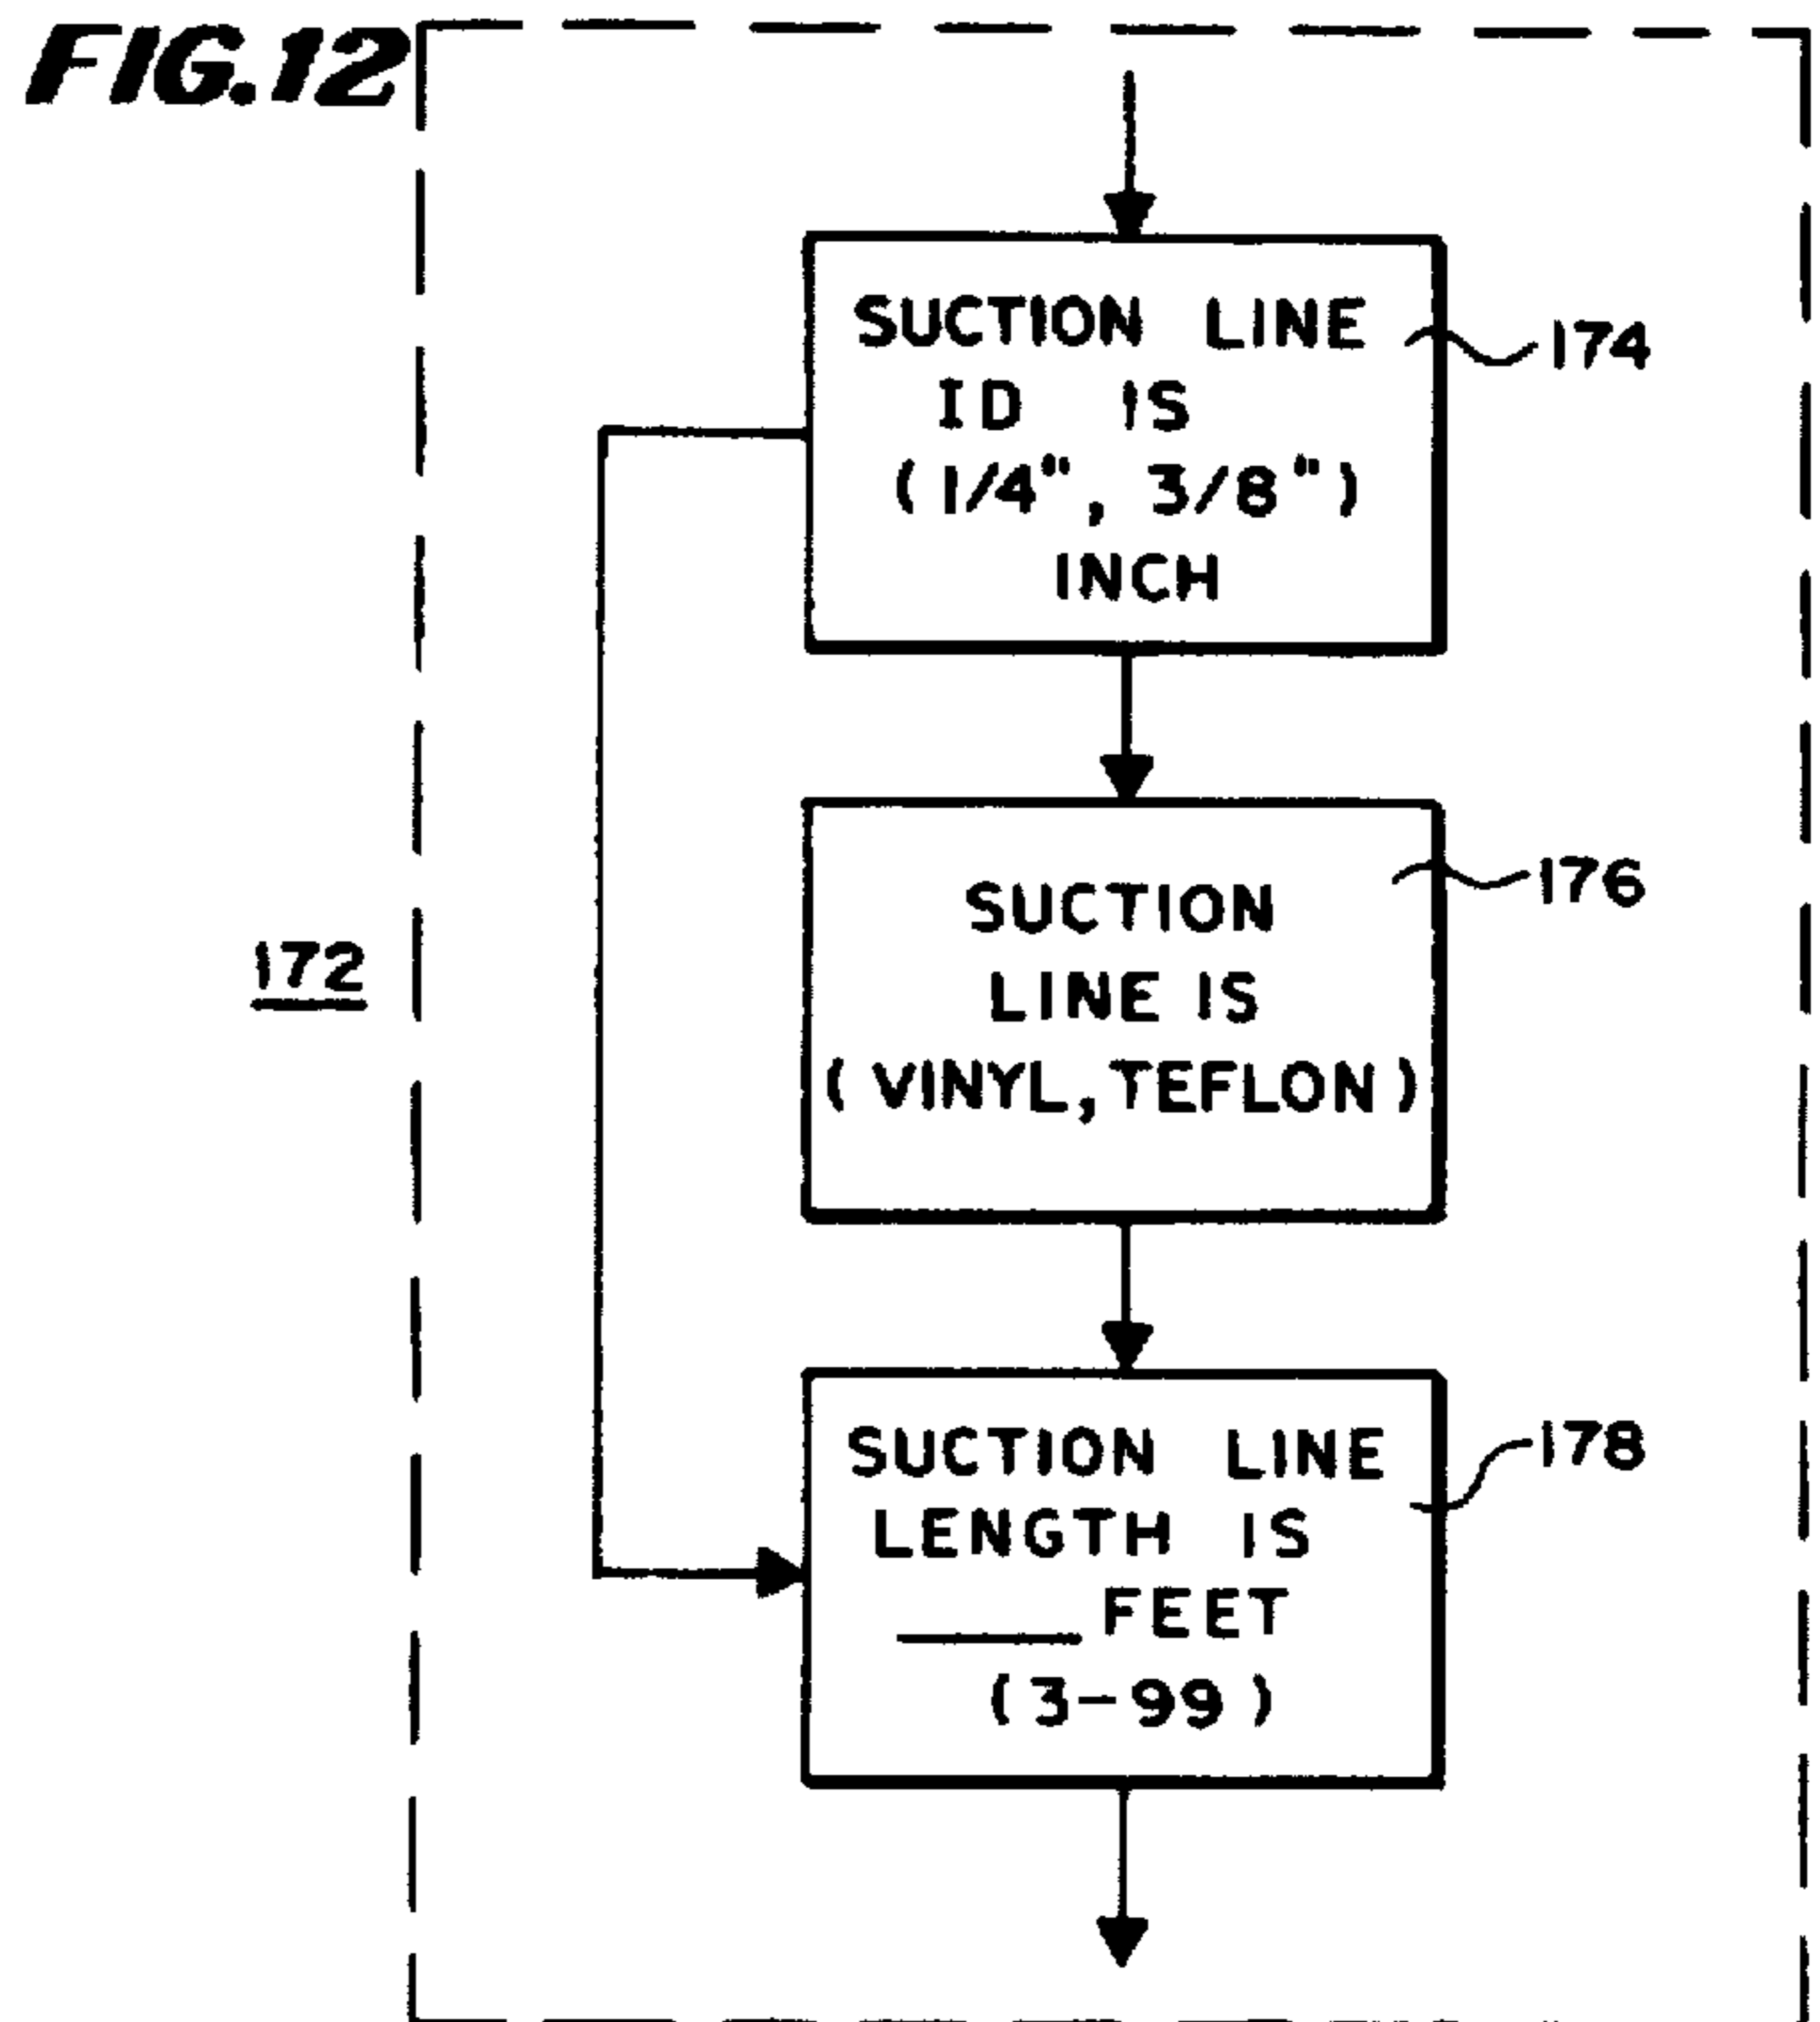 FIG.12
SUCTION LINE
ID IS
(1/4", 3/8")
INCH
174
SUCTION
LINE IS
(VINYL, TEFLON)
176
172
SUCTION LINE
LENGTH IS
____ FEET
(3-99)
178